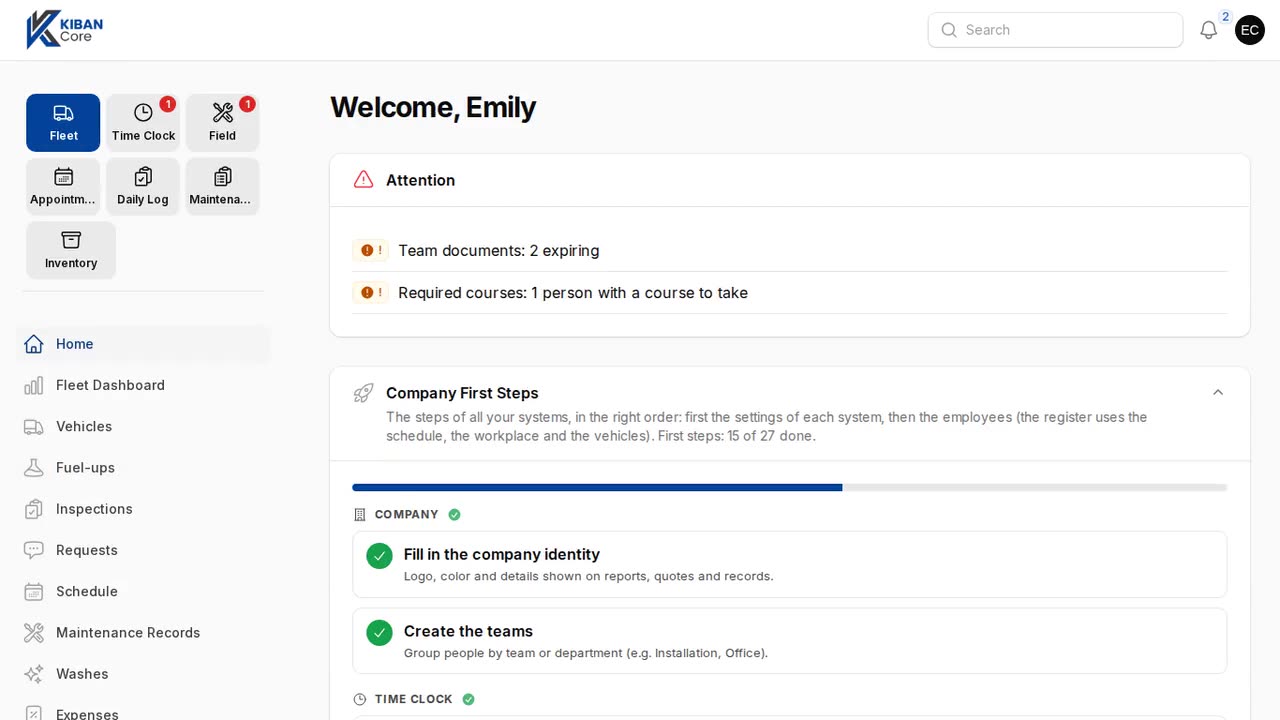 KIBAN
Core
Search
2
EC
Fleet
Time Clock
1
Field
1
Appointm...
Daily Log
Maintena...
Inventory
Home
Fleet Dashboard
Vehicles
Fuel-ups
Inspections
Requests
Schedule
Maintenance Records
Washes
Expenses
Welcome, Emily
Attention
! Team documents: 2 expiring
! Required courses: 1 person with a course to take
Company First Steps
The steps of all your systems, in the right order: first the settings of each system, then the employees (the register uses the
schedule, the workplace and the vehicles). First steps: 15 of 27 done.
COMPANY
Fill in the company identity
Logo, color and details shown on reports, quotes and records.
Create the teams
Group people by team or department (e.g. Installation, Office).
TIME CLOCK